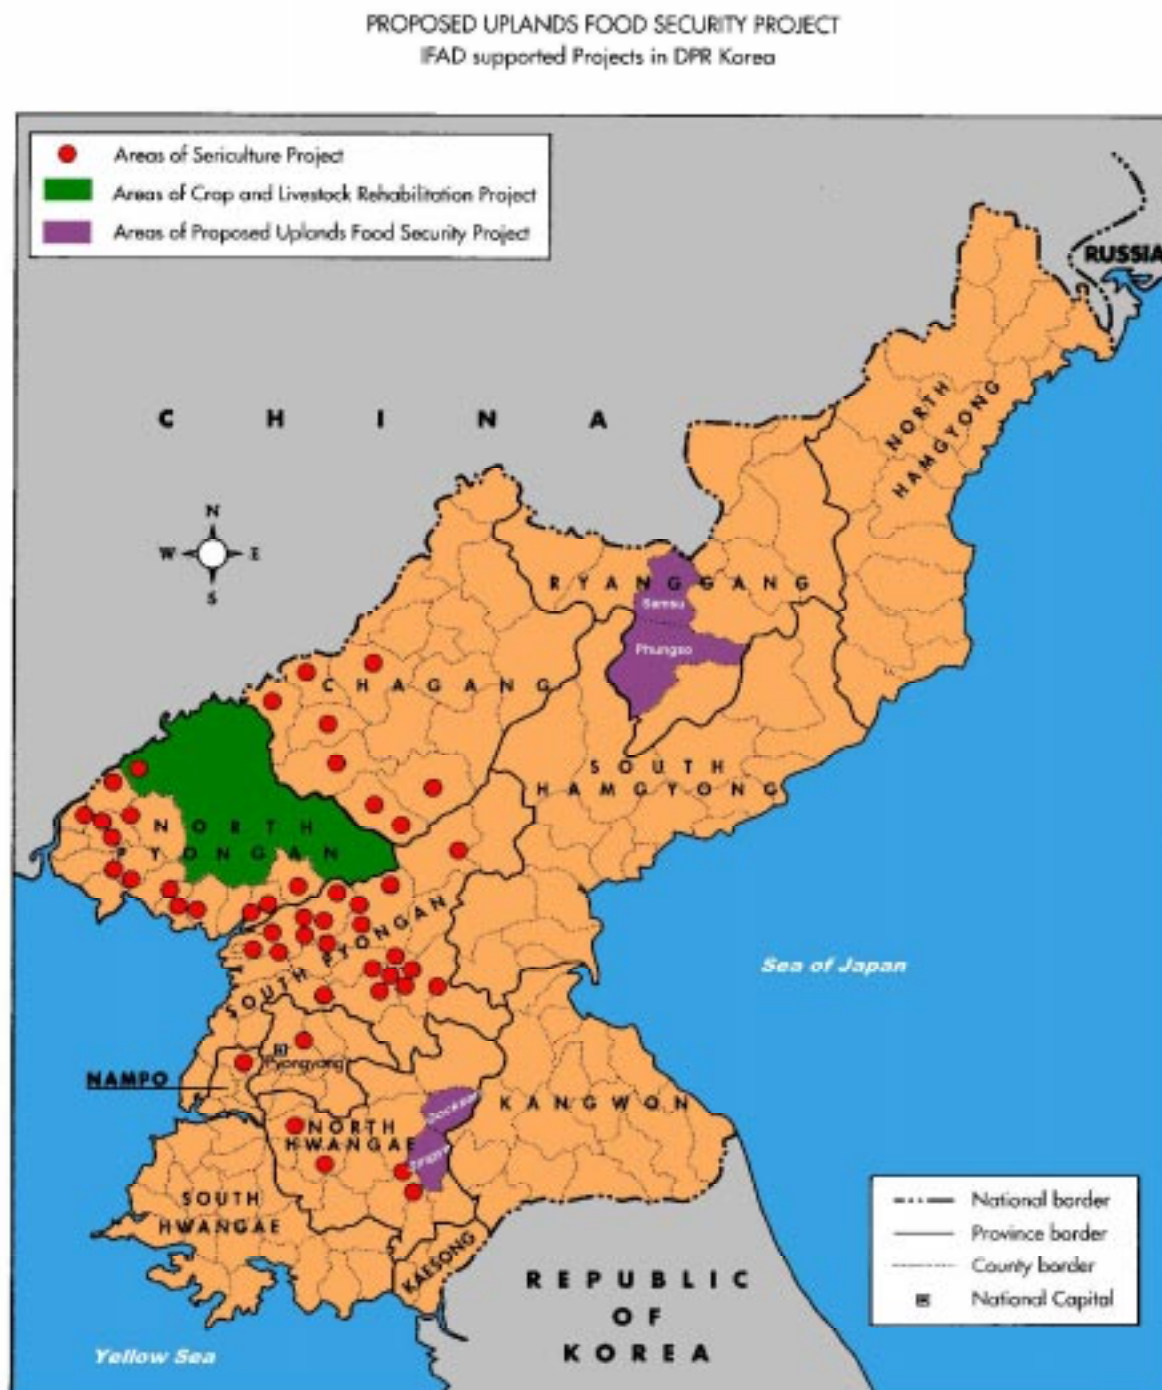 PROPOSED UPLANDS FOOD SECURITY PROJECT
IFAD supported Projects in DPR Korea
Areas of Sericulture Project
Areas of Crop and Livestock Rehabilitation Project
Areas of Proposed Uplands Food Security Project
RUSSIA
CHINA
NORTH
HAMGYONG
N
W E
S
RYANGGANG
Samsu
Phungso
CHAGANG
SOUTH
HAMGYONG
NORTH
PYONGAN
SOUTH PYONGAN
Sea of Japan
Pyongyang
NAMPO
KANGWON
NORTH
HWANGAE
SOUTH
HWANGAE
KAESONG
National border
Province border
County border
National Capital
REPUBLIC
OF
KOREA
Yellow Sea